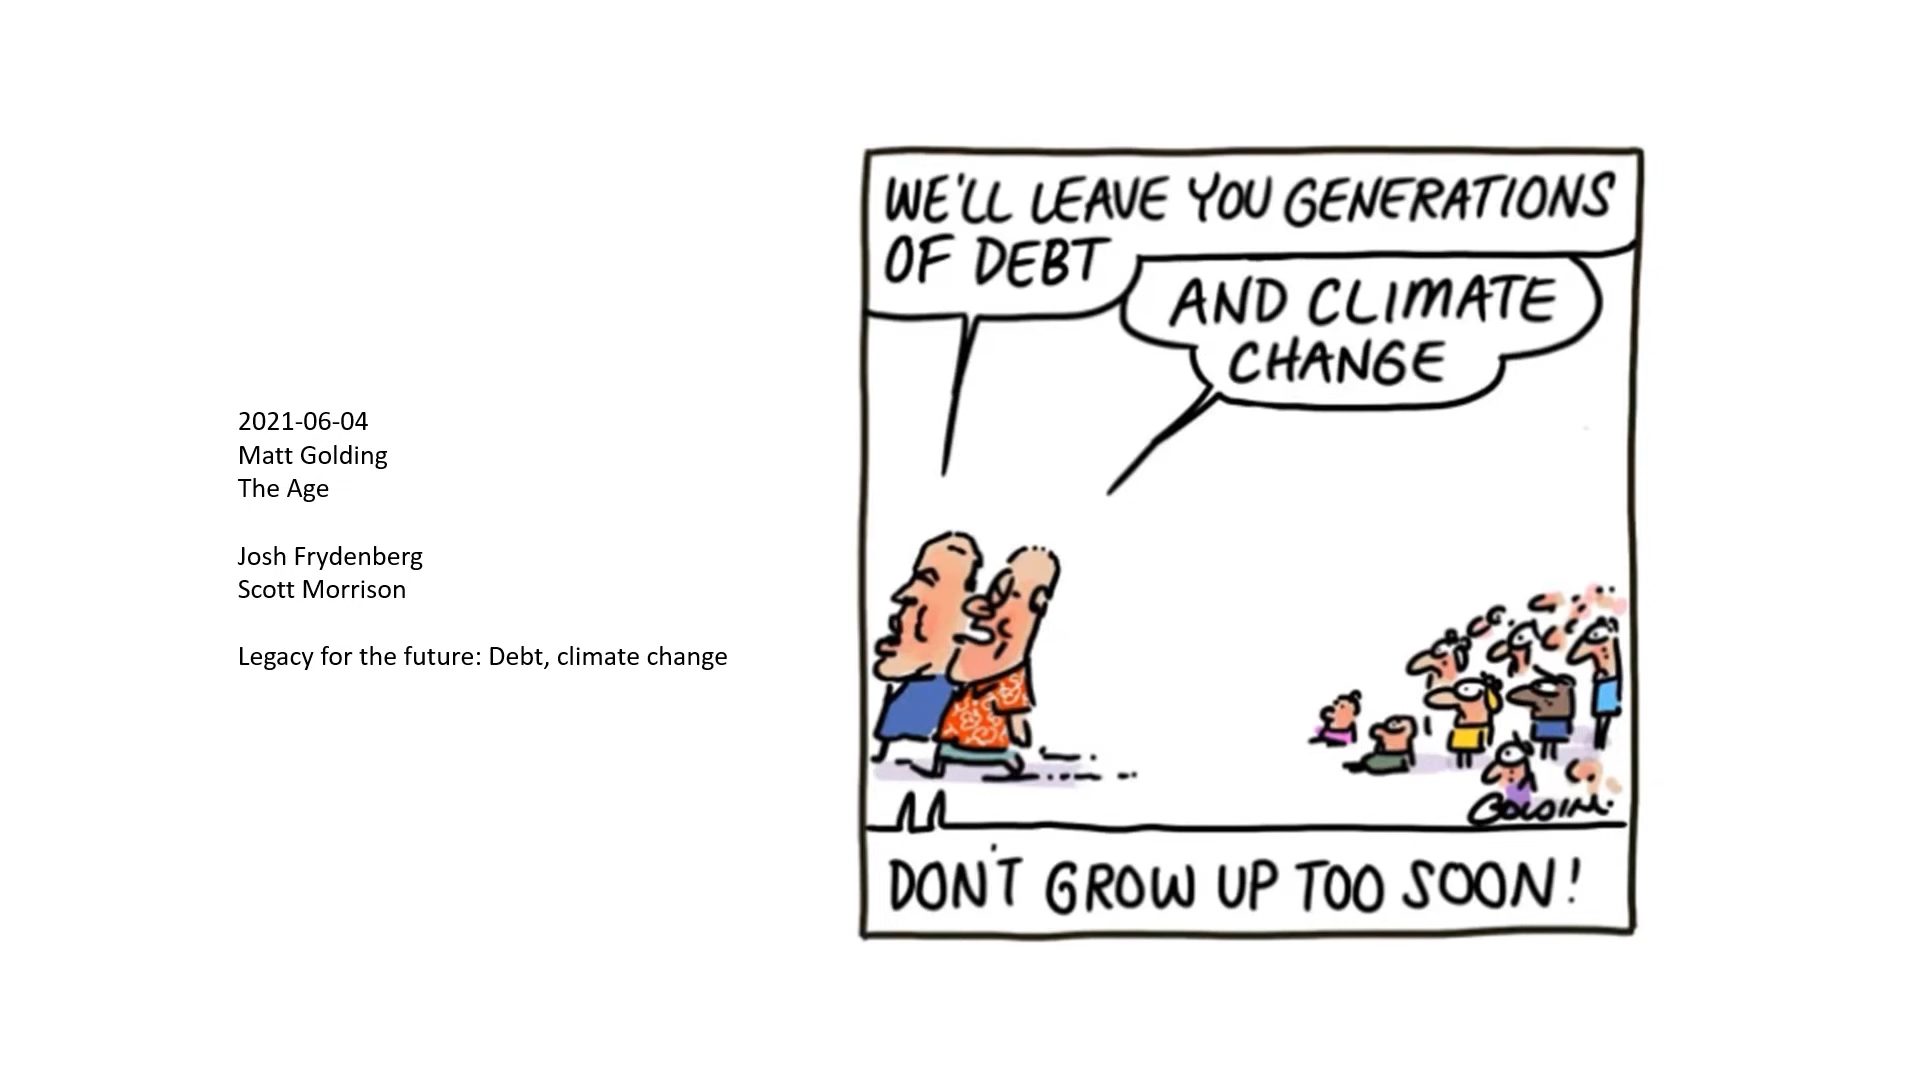 2021-06-04
Matt Golding
The Age
Josh Frydenberg
Scott Morrison
Legacy for the future: Debt, climate change
WE'LL LEAVE YOU GENERATIONS
OF DEBT
AND CLIMATE
CHANGE
GOLDING
DON'T GROW UP TOO SOON!